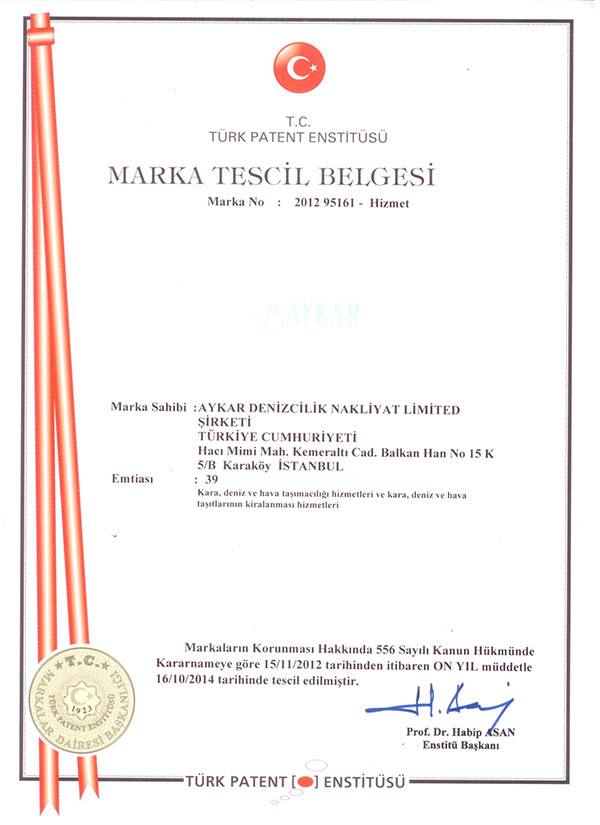 T.C.
TÜRK PATENT ENSTİTÜSÜ
MARKA TESCİL BELGESİ
Marka No : 2012 95161 - Hizmet
AYKAR
Marka Sahibi :AYKAR DENİZCİLİK NAKLİYAT LIMITED
ŞİRKETİ
TÜRKİYE CUMHURİYETİ
Hacı Mimi Mah. Kemeraltı Cad. Balkan Han No 15 K
5/B Karaköy İSTANBUL
Emtiası : 39
Kara, deniz ve hava taşımacılığı hizmetleri ve kara, deniz ve hava
taşıtlarının kiralanması hizmetleri
Markaların Korunması Hakkında 556 Sayılı Kanun Hükmünde
Kararnameye göre 15/11/2012 tarihinden itibaren ON YIL müddetle
16/10/2014 tarihinde tescil edilmiştir.
Prof. Dr. Habip ASAN
Enstitü Başkanı
★T.C.★
MARKALAR DAİRESİ BAŞKANLIĞI
TÜRK PATENT ENSTİTÜSÜ
1923
TÜRK PATENT [ ] ENSTİTÜSÜ